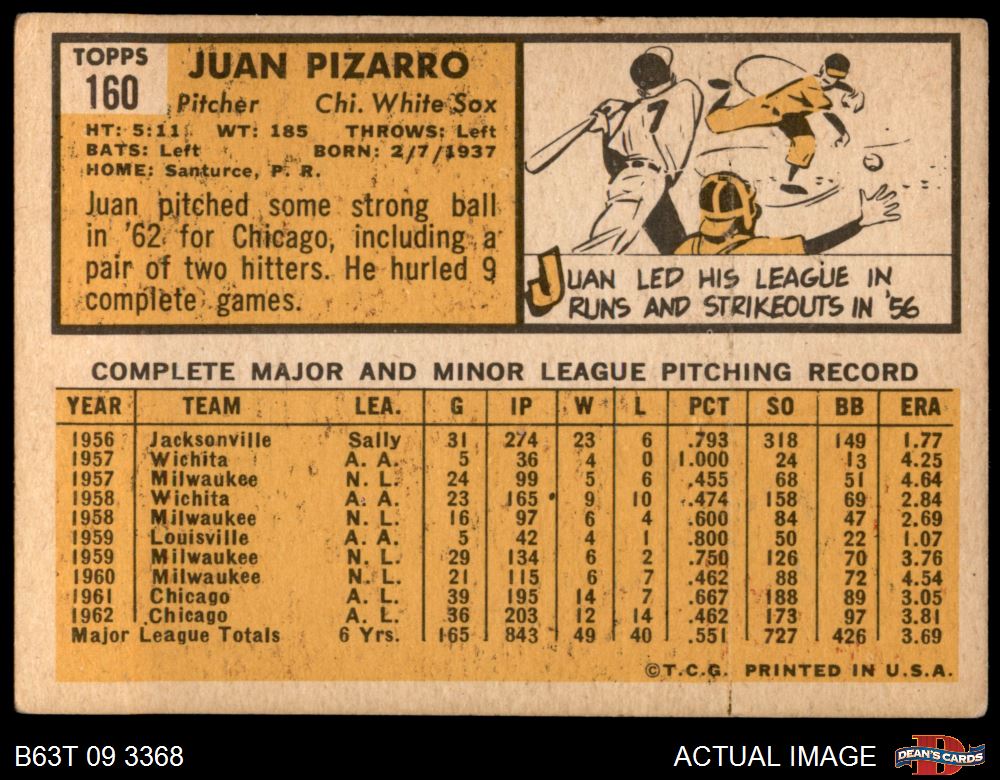 TOPPS
160
JUAN PIZARRO
Pitcher Chi. White Sox
HT: 5:11 WT: 185 THROWS: Left
BATS: Left BORN: 2/7/1937
HOME: Santurce, P. R.
Juan pitched some strong ball
in '62 for Chicago, including a
pair of two hitters. He hurled 9
complete games.
7
JUAN LED HIS LEAGUE IN
RUNS AND STRIKEOUTS IN '56
COMPLETE MAJOR AND MINOR LEAGUE PITCHING RECORD
YEAR TEAM LEA. G IP W L PCT SO BB ERA
1956 Jacksonville Sally 31 274 23 6 .793 318 149 1.77
1957 Wichita A. A. 5 36 4 0 1.000 24 13 4.25
1957 Milwaukee N. L. 24 99 5 6 .455 68 51 4.64
1958 Wichita A. A. 23 165 9 10 .474 158 69 2.84
1958 Milwaukee N. L. 16 97 6 4 .600 84 47 2.69
1959 Louisville A. A. 5 42 4 1 .800 50 22 1.07
1959 Milwaukee N. L. 29 134 6 2 .750 126 70 3.76
1960 Milwaukee N. L. 21 115 6 7 .462 88 72 4.54
1961 Chicago A. L. 39 195 14 7 .667 188 89 3.05
1962 Chicago A. L. 36 203 12 14 .462 173 97 3.81
Major League Totals 6 Yrs. 165 843 49 40 .551 727 426 3.69
©T.C.G. PRINTED IN U.S.A.
B63T 09 3368 ACTUAL IMAGE DEAN'S CARDS